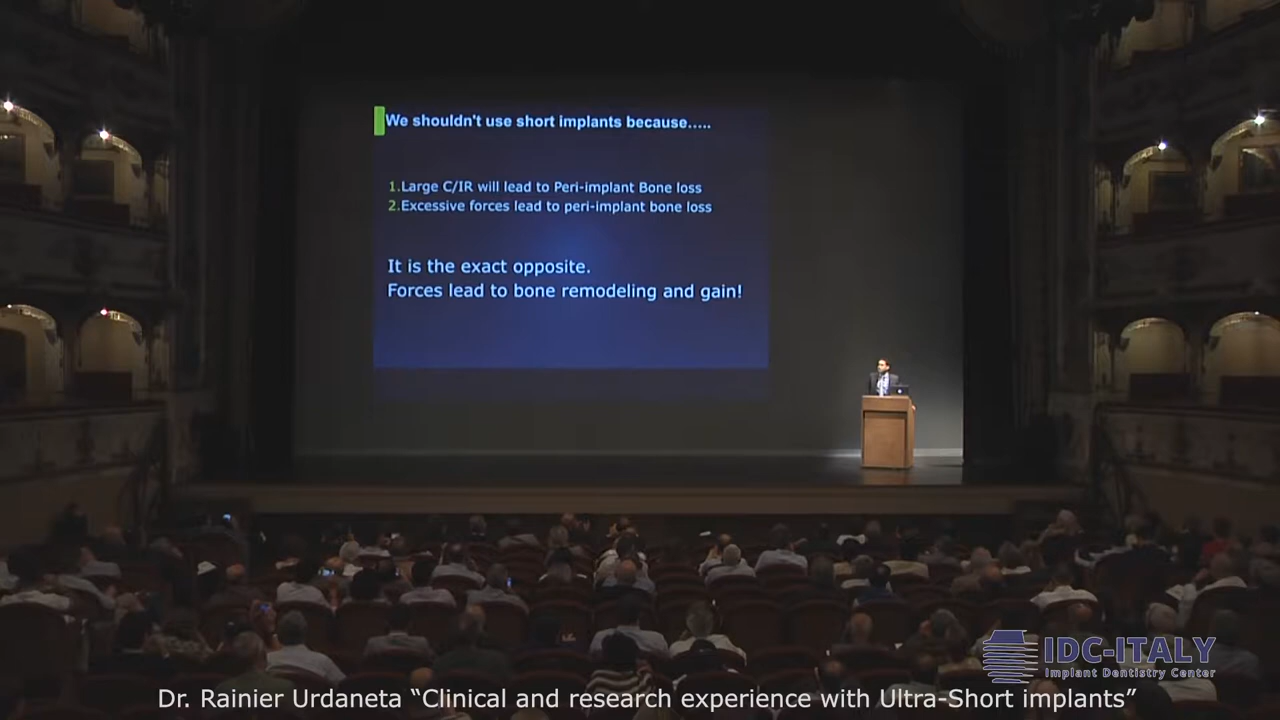 We shouldn't use short implants because.....
1.Large C/IR will lead to Peri-implant Bone loss
2.Excessive forces lead to peri-implant bone loss
It is the exact opposite.
Forces lead to bone remodeling and gain!
IDC-ITALY
Implant Dentistry Center
Dr. Rainier Urdaneta “Clinical and research experience with Ultra-Short implants”